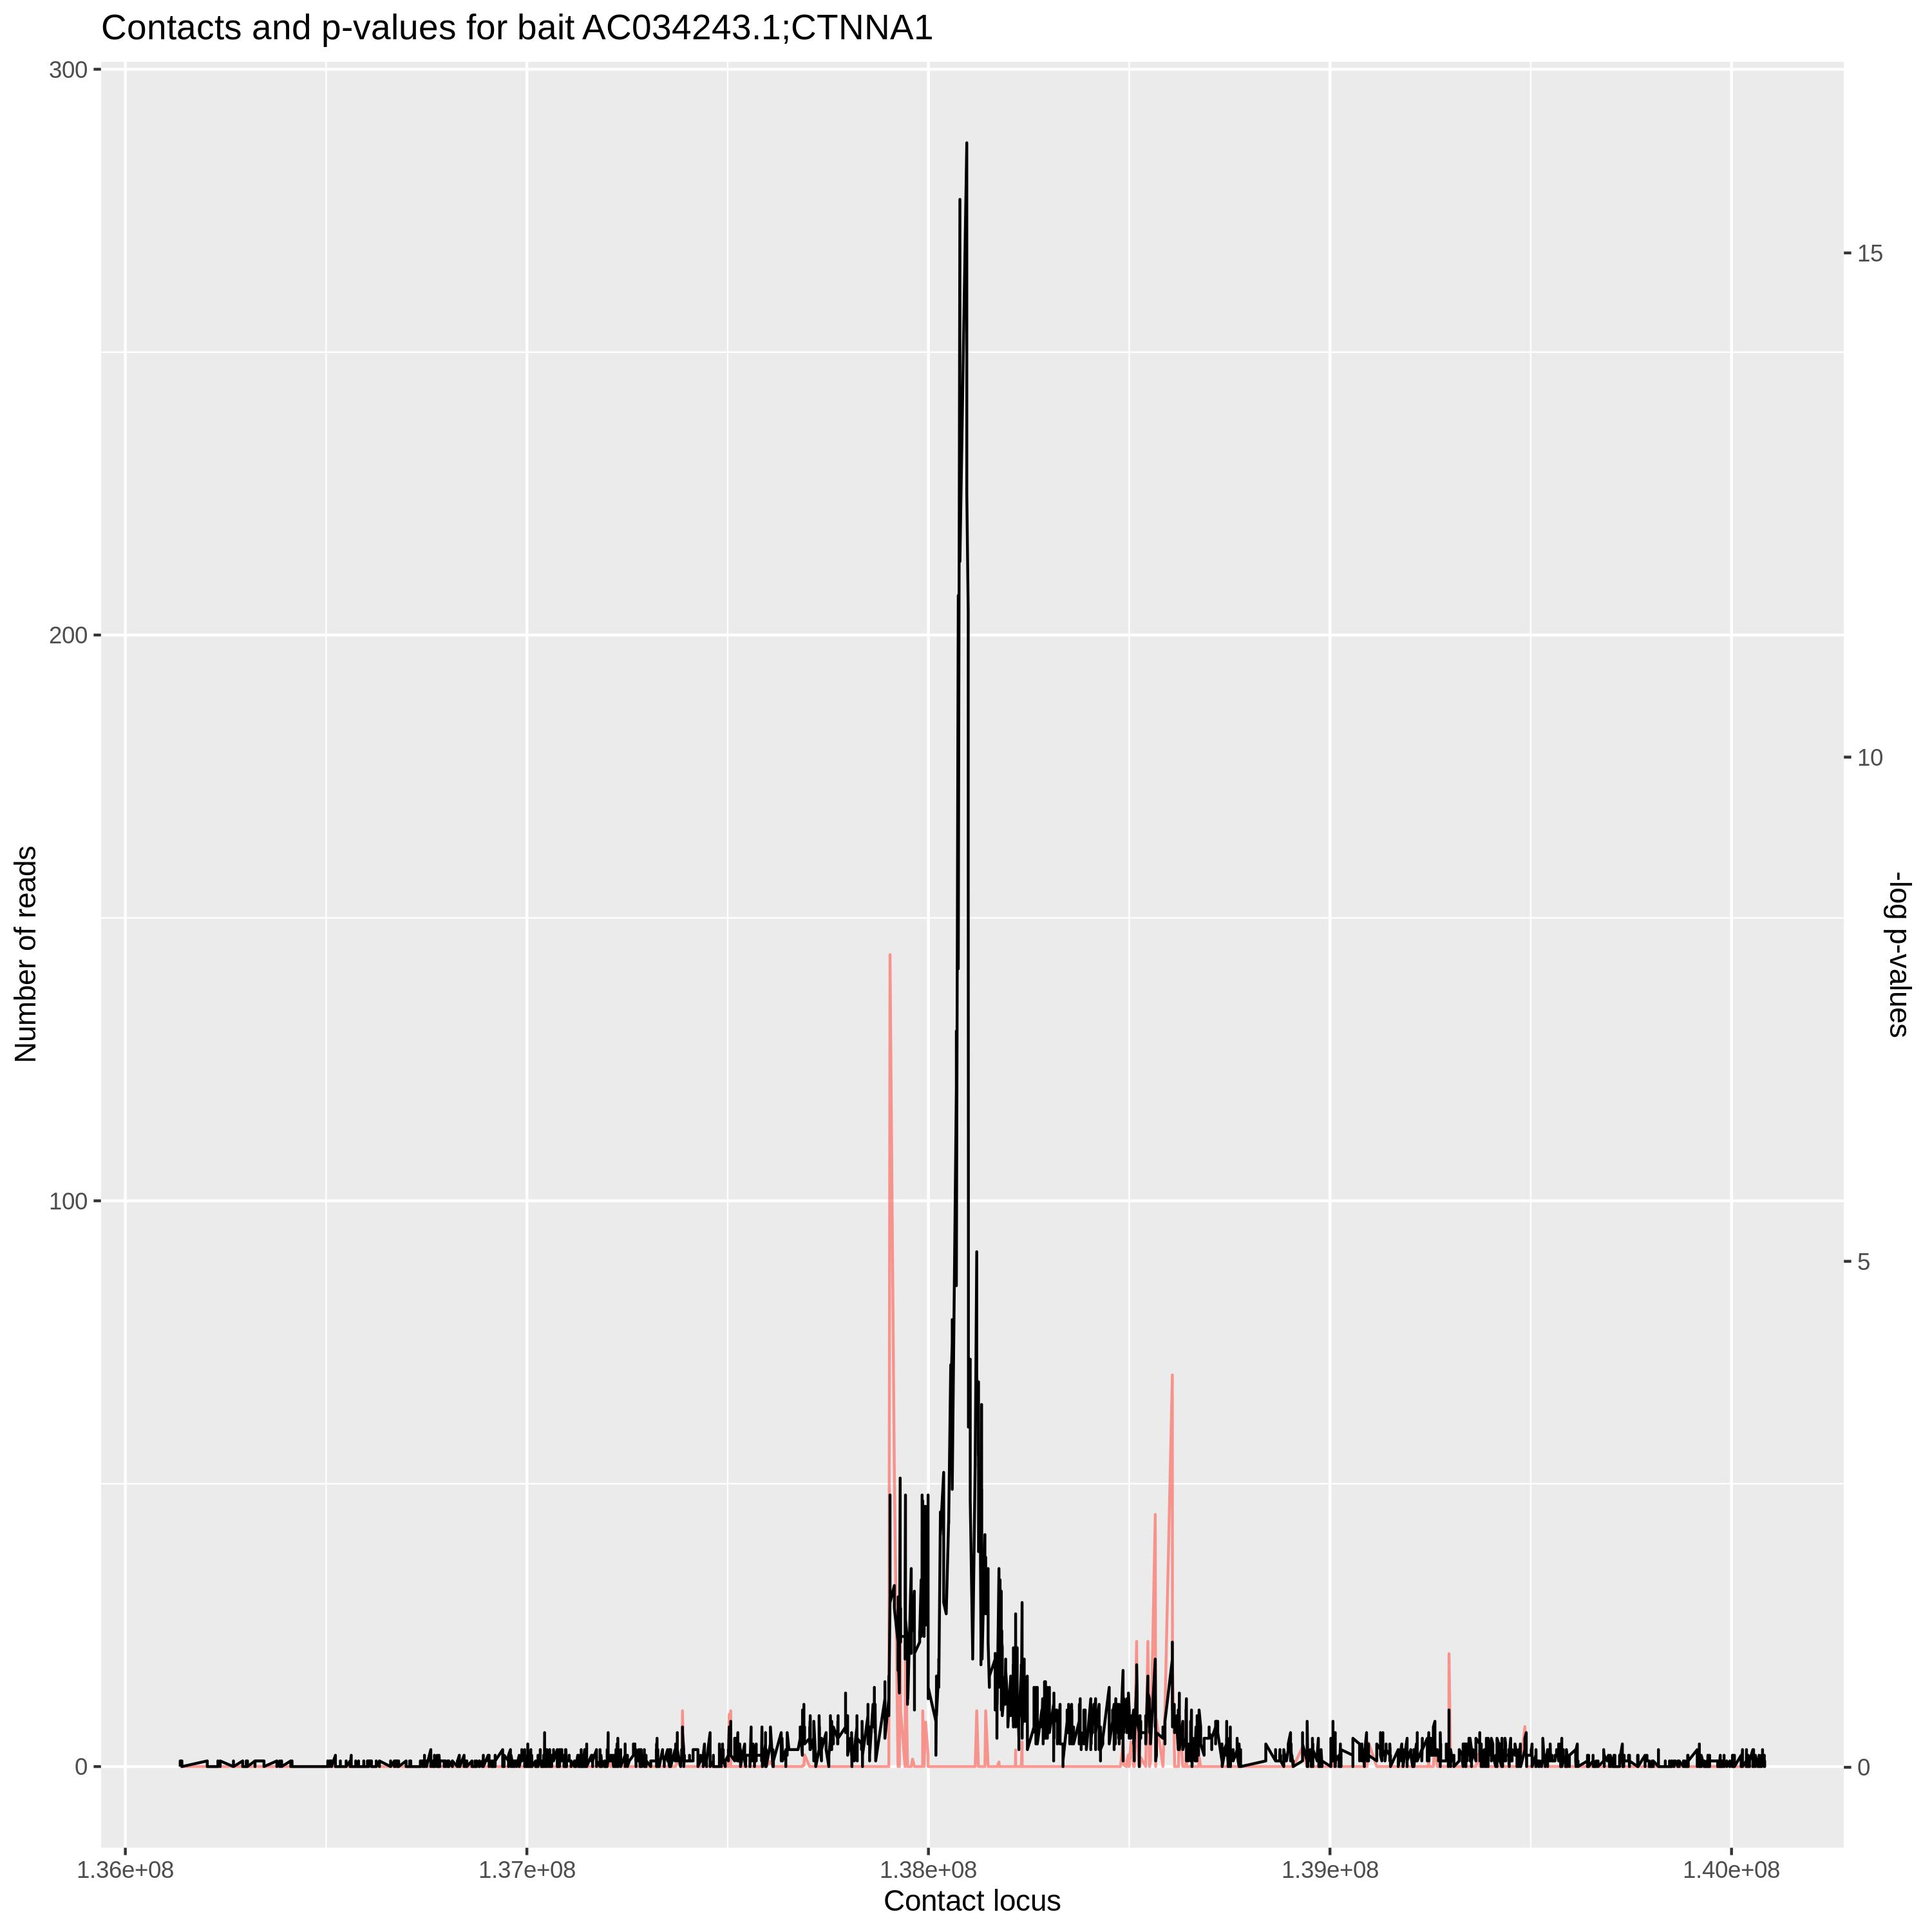 Contacts and p-values for bait AC034243.1;CTNNA1
300
200
100
0
Number of reads
15
10
5
0
-log p-values
1.36e+08
1.37e+08
1.38e+08
1.39e+08
1.40e+08
Contact locus